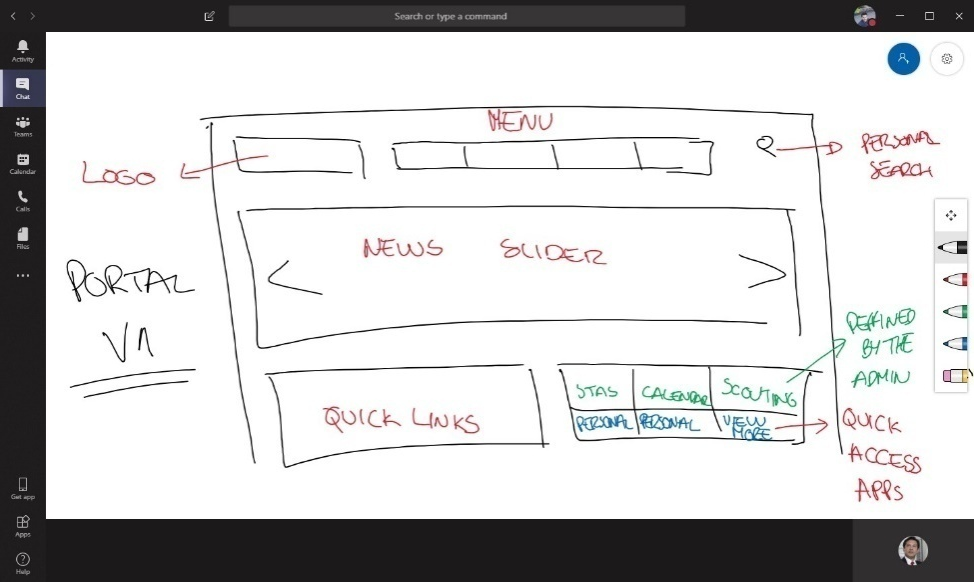 Search or type a command
Activity
Chat
Teams
Calendar
Calls
Files
Get app
Apps
Help
MENU
LOGO
PERSONAL
SEARCH
NEWS SLIDER
PORTAL
V1
DEFFINED
BY THE
ADMIN
STAS CALENDAR SCOUTING
PERSONAL PERSONAL VIEW
MORE
QUICK LINKS
QUICK
ACCESS
APPS